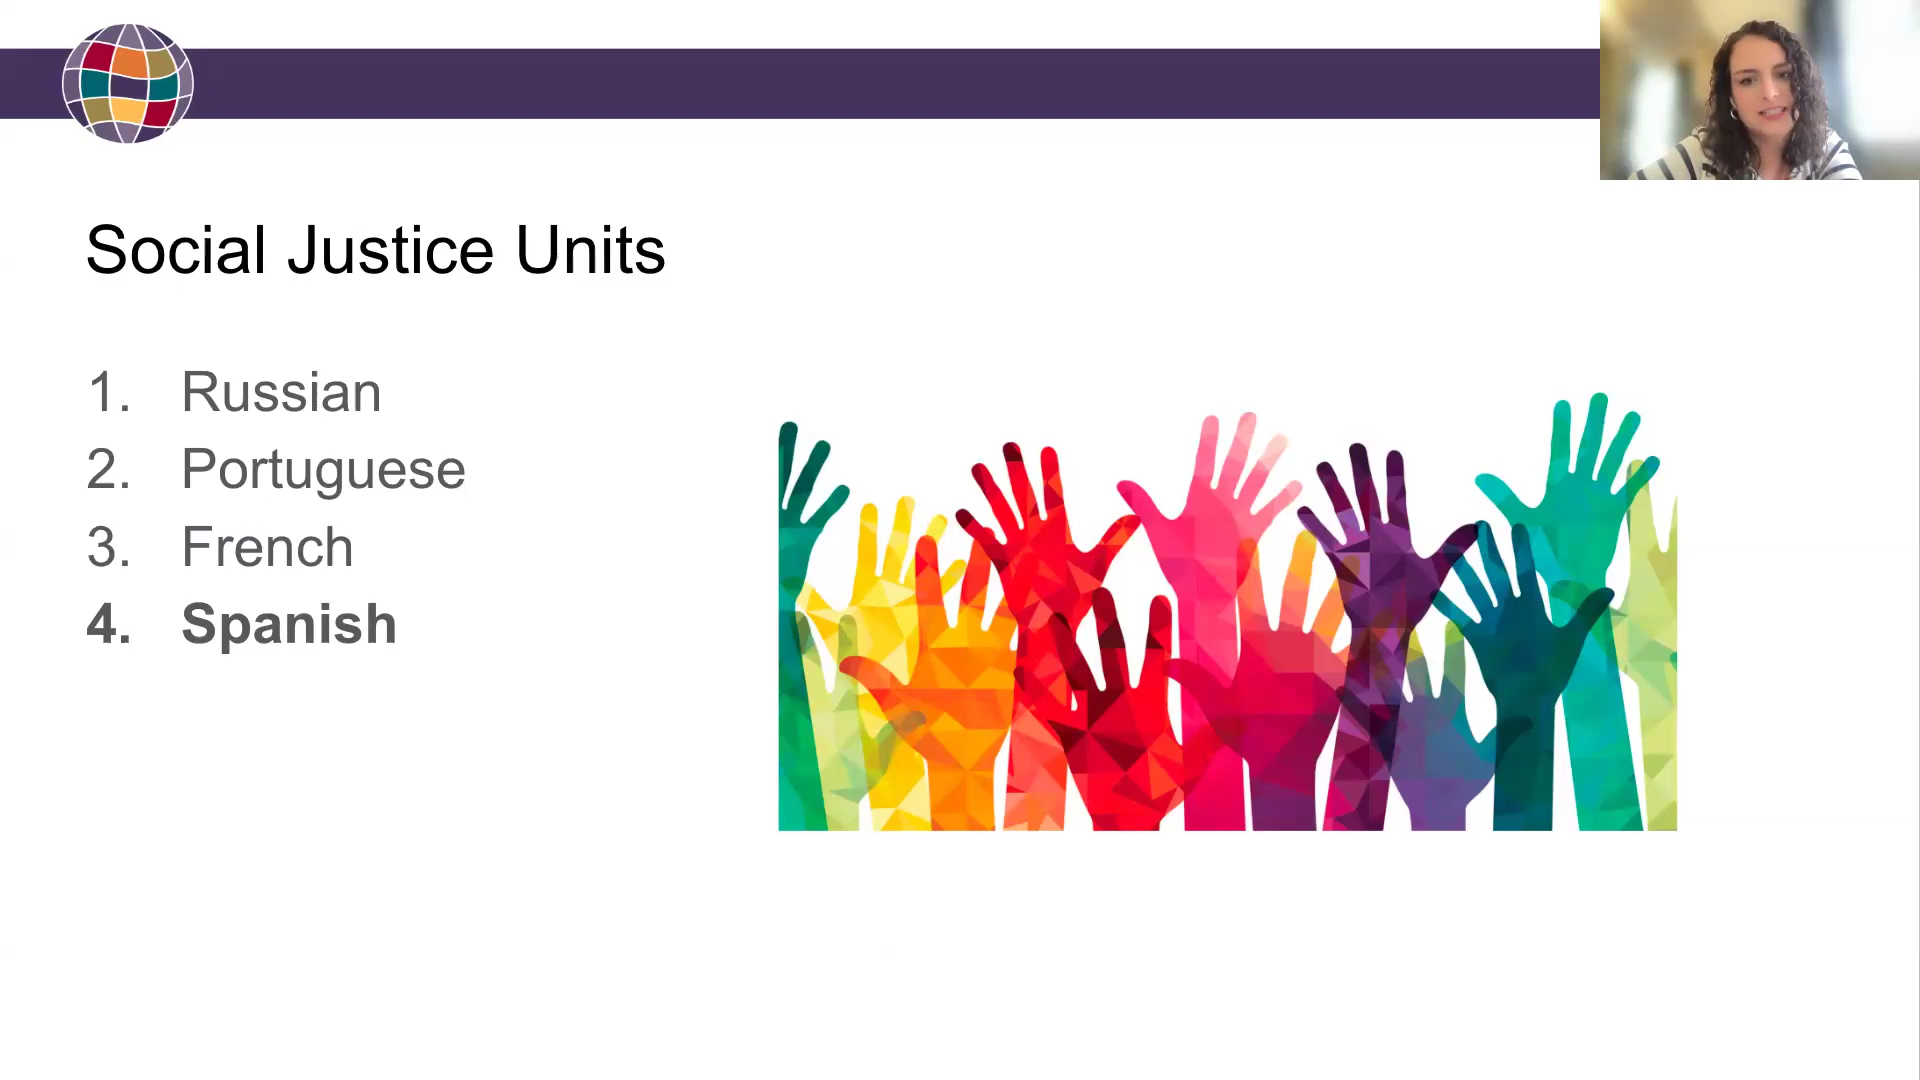 Social Justice Units
1. Russian
2. Portuguese
3. French
4. Spanish